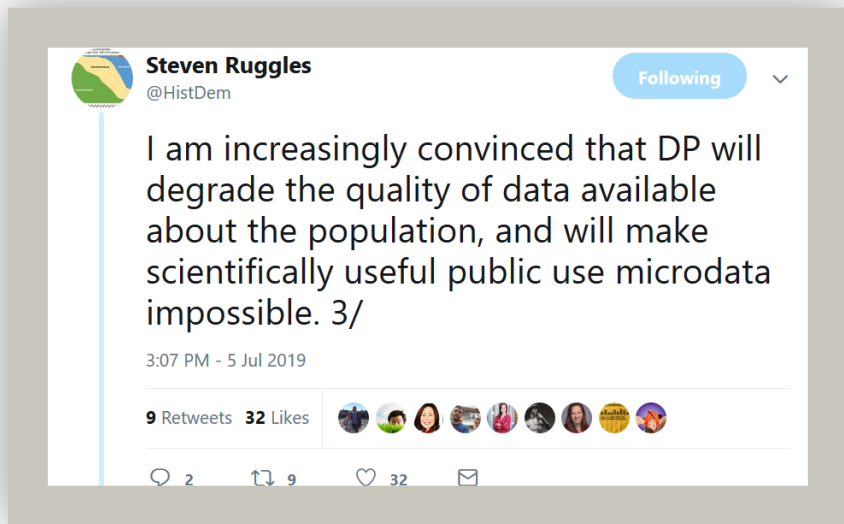 Steven Ruggles
@HistDem
Following
I am increasingly convinced that DP will
degrade the quality of data available
about the population, and will make
scientifically useful public use microdata
impossible. 3/
3:07 PM - 5 Jul 2019
9 Retweets 32 Likes
2 9 32